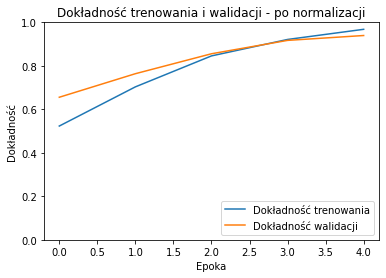 Dokładność trenowania i walidacji - po normalizacji
1.0
0.8
0.6
0.4
0.2
0.0
Dokładność
0.0 0.5 1.0 1.5 2.0 2.5 3.0 3.5 4.0
Epoka
Dokładność trenowania
Dokładność walidacji